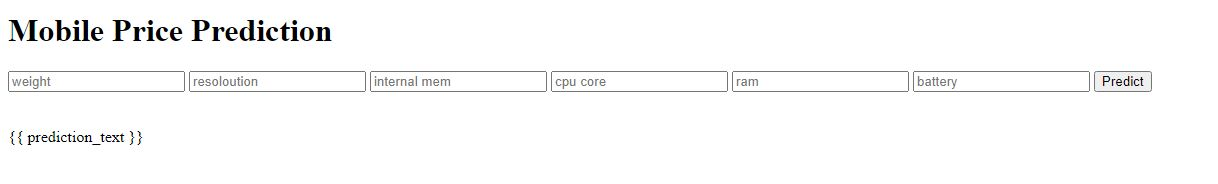 Mobile Price Prediction
weight resoloution internal mem cpu core ram battery Predict
{{ prediction_text }}